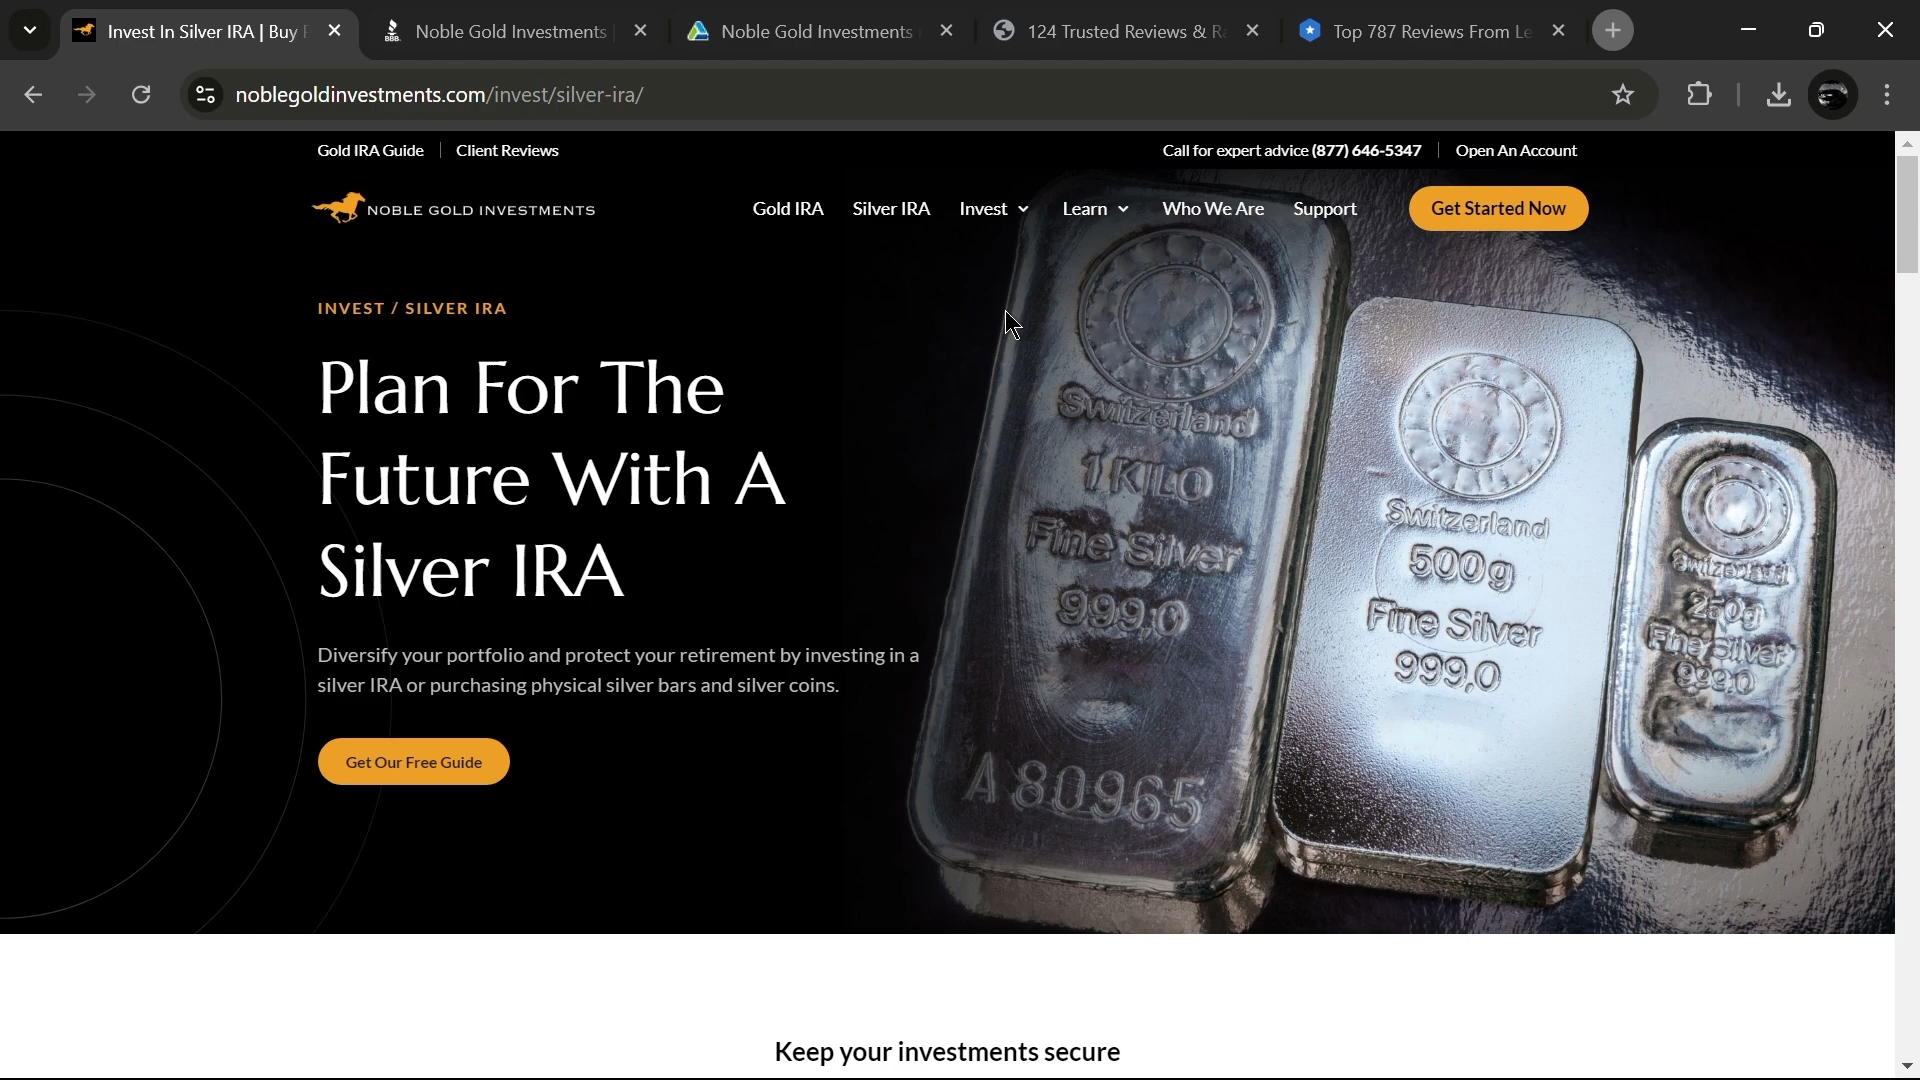 Invest In Silver IRA | Buy
BBB.
Noble Gold Investments
Noble Gold Investments
124 Trusted Reviews & Ra
Top 787 Reviews From Le
noblegoldinvestments.com/invest/silver-ira/
Gold IRA Guide
Client Reviews
Call for expert advice (877) 646-5347
Open An Account
NOBLE GOLD INVESTMENTS
Gold IRA
Silver IRA
Invest
Learn
Who We Are
Support
Get Started Now
INVEST / SILVER IRA
Plan For The
Future With A
Silver IRA
Diversify your portfolio and protect your retirement by investing in a
silver IRA or purchasing physical silver bars and silver coins.
Get Our Free Guide
Switzerland
1 KILO
Fine Silver
999,0
A 80965
Switzerland
500g
Fine Silver
999,0
Switzerland
250g
Fine Silver
999,0
Keep your investments secure